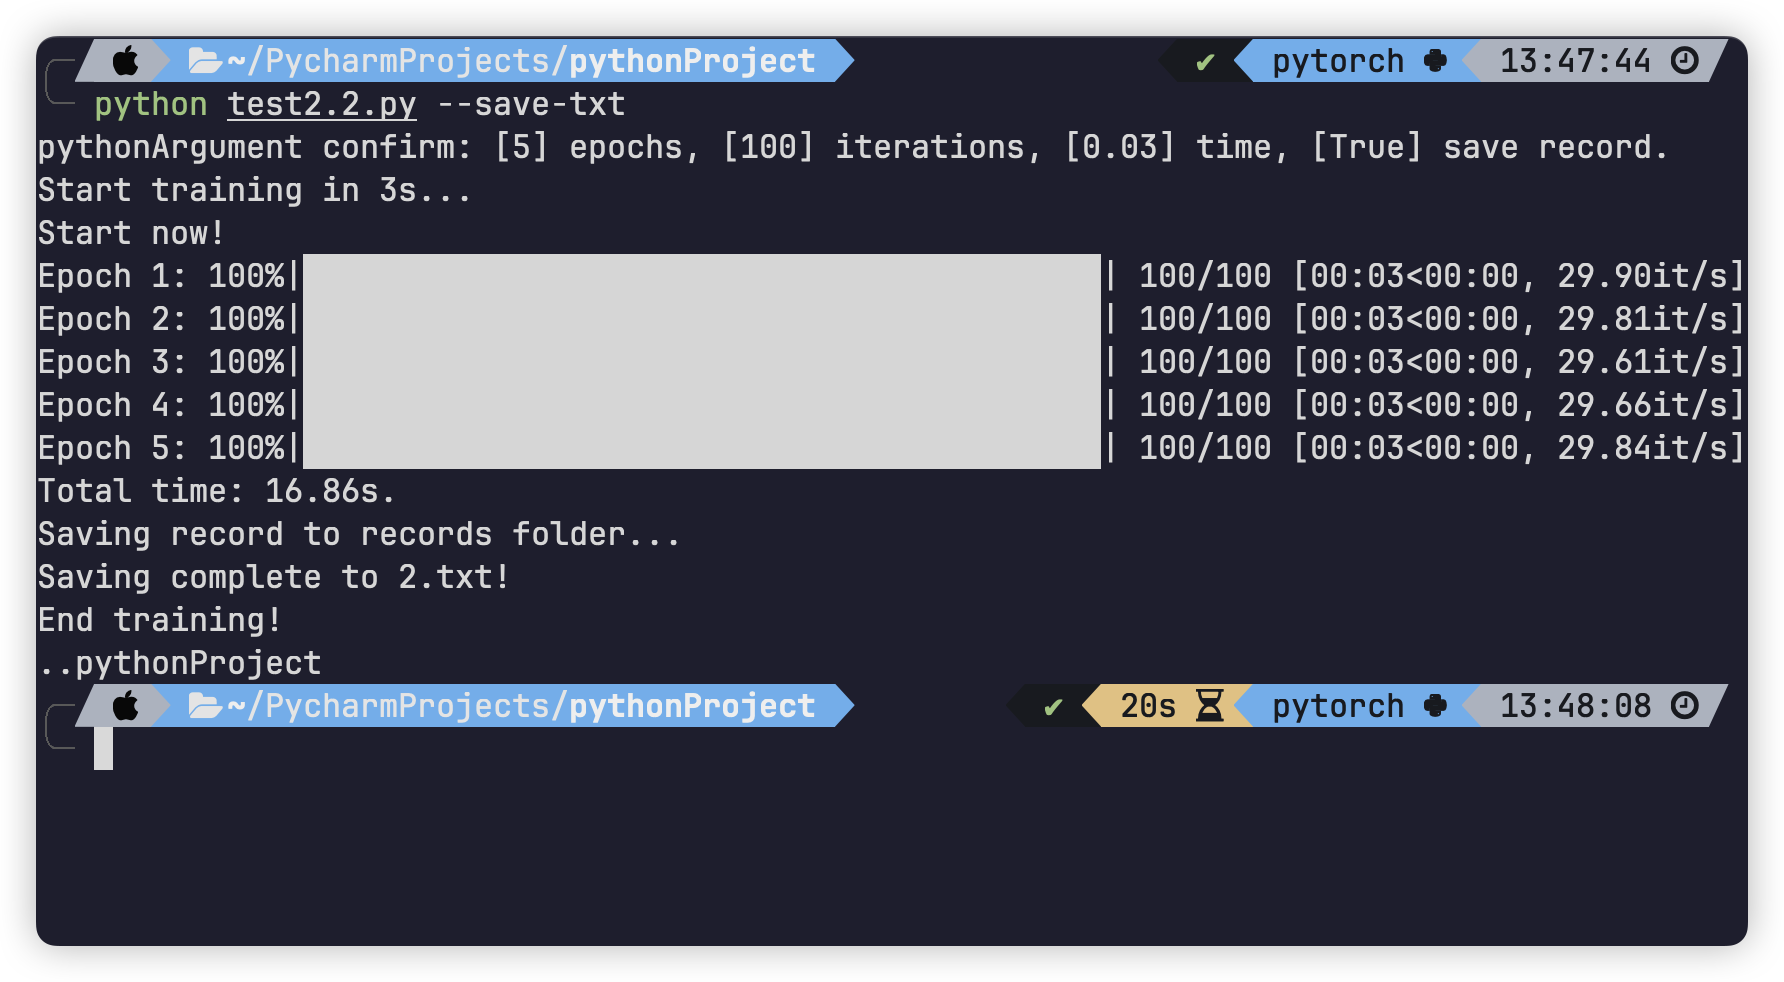 ~/PycharmProjects/pythonProject ✔ pytorch 13:47:44
python test2.2.py --save-txt
pythonArgument confirm: [5] epochs, [100] iterations, [0.03] time, [True] save record.
Start training in 3s...
Start now!
Epoch 1: 100%| | 100/100 [00:03<00:00, 29.90it/s]
Epoch 2: 100%| | 100/100 [00:03<00:00, 29.81it/s]
Epoch 3: 100%| | 100/100 [00:03<00:00, 29.61it/s]
Epoch 4: 100%| | 100/100 [00:03<00:00, 29.66it/s]
Epoch 5: 100%| | 100/100 [00:03<00:00, 29.84it/s]
Total time: 16.86s.
Saving record to records folder...
Saving complete to 2.txt!
End training!
..pythonProject
~/PycharmProjects/pythonProject ✔ 20s pytorch 13:48:08